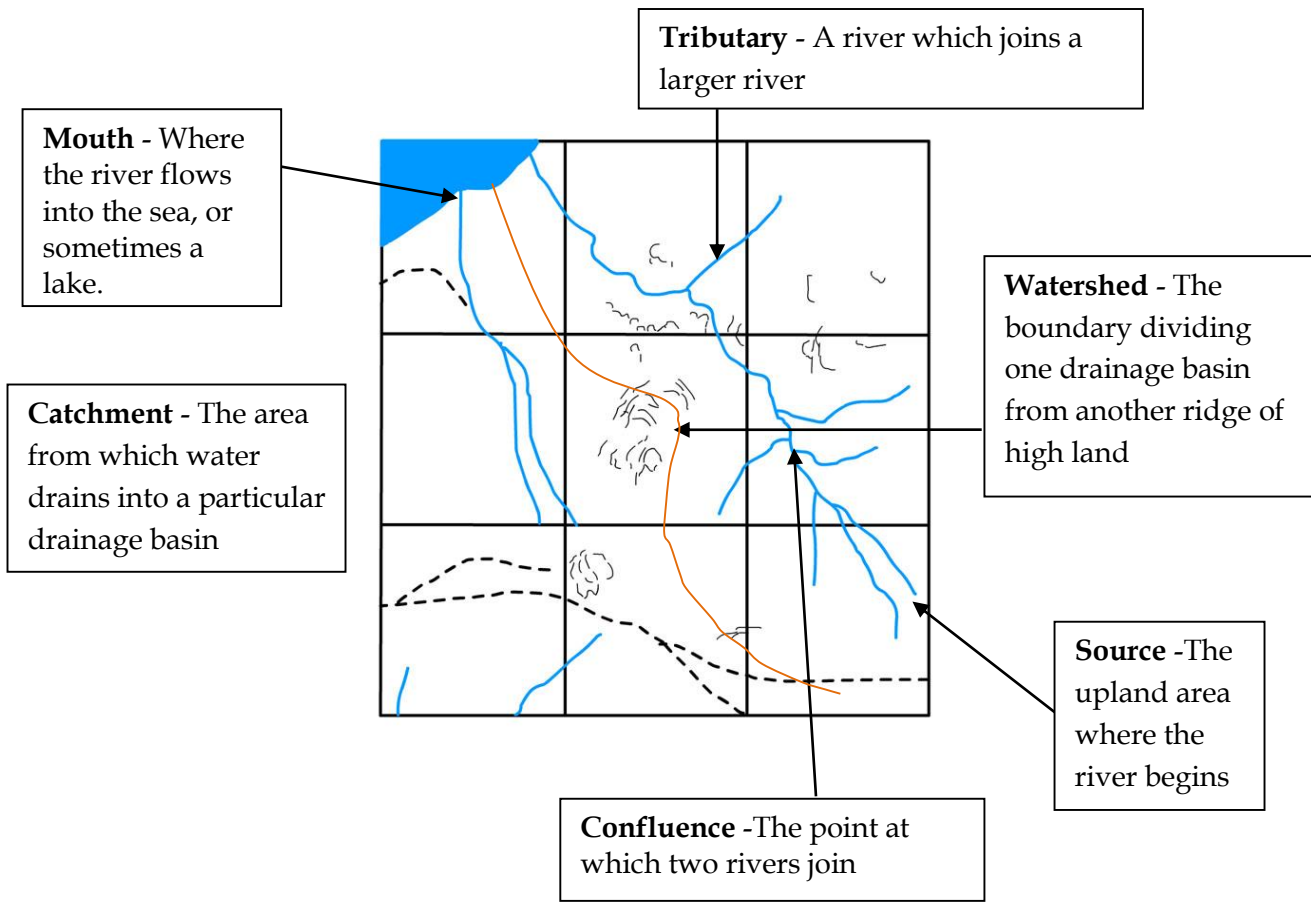 Tributary - A river which joins a
larger river
Mouth - Where
the river flows
into the sea, or
sometimes a
lake.
Watershed - The
boundary dividing
one drainage basin
from another ridge of
high land
Catchment - The area
from which water
drains into a particular
drainage basin
Source -The
upland area
where the
river begins
Confluence -The point at
which two rivers join